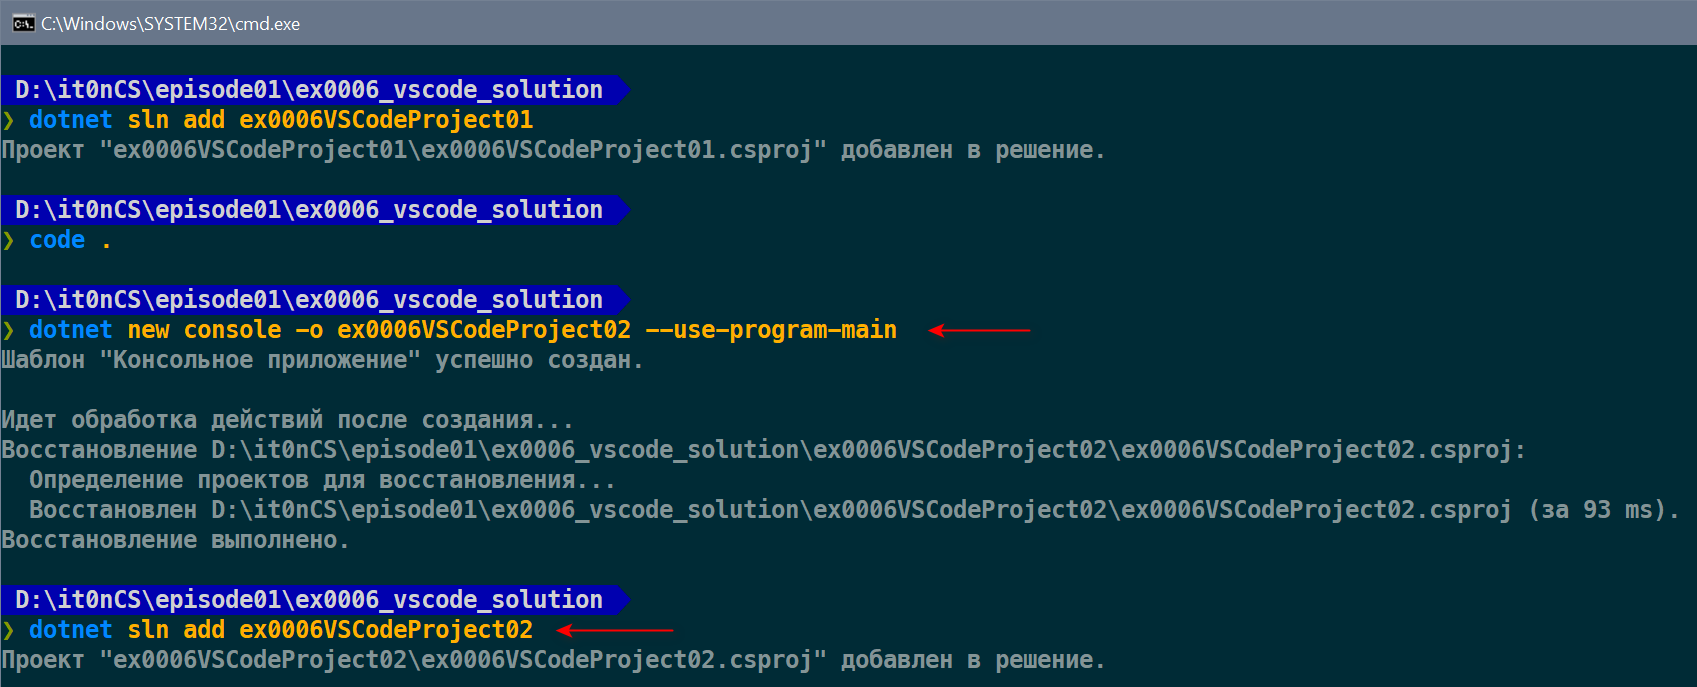 C:\Windows\SYSTEM32\cmd.exe
D:\it0nCS\episode01\ex0006_vscode_solution
❯ dotnet sln add ex0006VSCodeProject01
Проект "ex0006VSCodeProject01\ex0006VSCodeProject01.csproj" добавлен в решение.
D:\it0nCS\episode01\ex0006_vscode_solution
❯ code .
D:\it0nCS\episode01\ex0006_vscode_solution
❯ dotnet new console -o ex0006VSCodeProject02 --use-program-main
Шаблон "Консольное приложение" успешно создан.
Идет обработка действий после создания...
Восстановление D:\it0nCS\episode01\ex0006_vscode_solution\ex0006VSCodeProject02\ex0006VSCodeProject02.csproj:
Определение проектов для восстановления...
Восстановлен D:\it0nCS\episode01\ex0006_vscode_solution\ex0006VSCodeProject02\ex0006VSCodeProject02.csproj (за 93 ms).
Восстановление выполнено.
D:\it0nCS\episode01\ex0006_vscode_solution
❯ dotnet sln add ex0006VSCodeProject02
Проект "ex0006VSCodeProject02\ex0006VSCodeProject02.csproj" добавлен в решение.